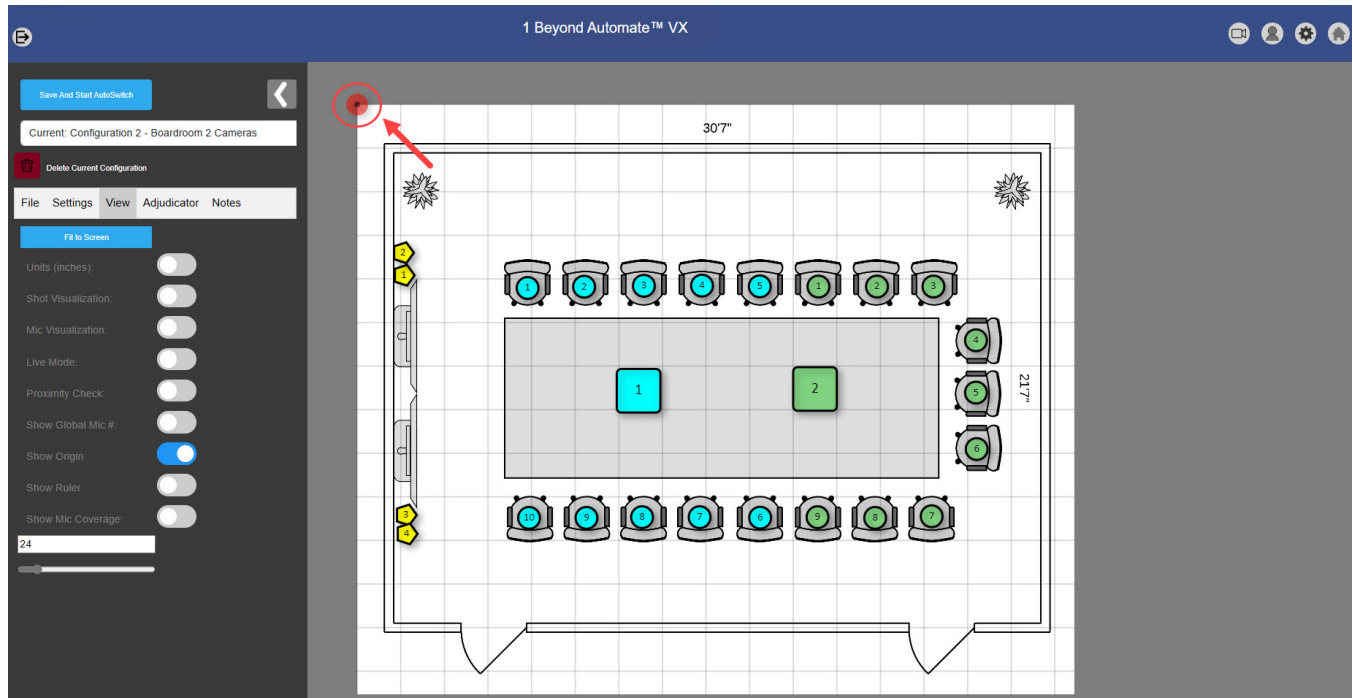 1 Beyond Automate™ VX
Save And Start AutoSwitch
Current: Configuration 2 - Boardroom 2 Cameras
Delete Current Configuration
File Settings View Adjudicator Notes
Fit to Screen
Units (inches):
Shot Visualization:
Mic Visualization:
Live Mode:
Proximity Check:
Show Global Mic #:
Show Origin
Show Ruler
Show Mic Coverage:
24
30'7"
2
1
1 2 3 4 5 1 2 3
4
1 2
5
21'7"
6
3
4
10 9 8 7 6 9 8 7